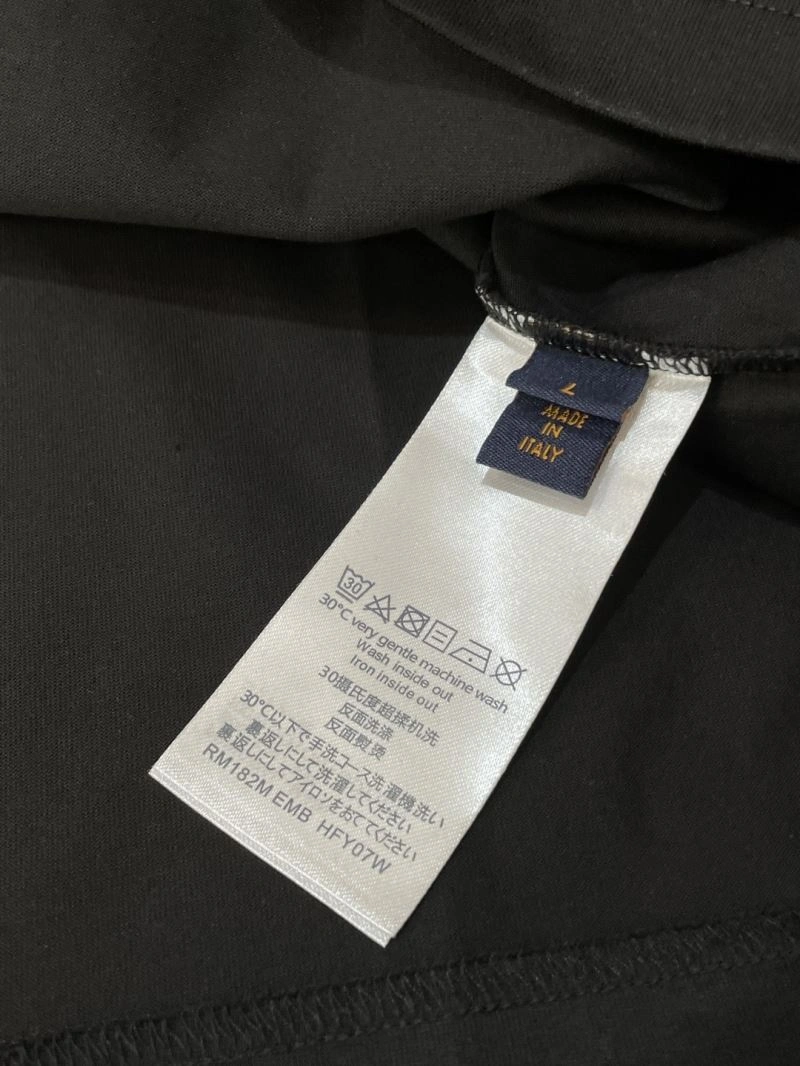 L
MADE
IN
ITALY
30
30°C very gentle machine wash
Wash inside out
Iron inside out
30摄氏度超揉机洗
反面洗涤
反面熨烫
30°C以下で手洗コース洗濯機洗い
裏返しにして洗濯してください
裏返しにしてアイロンをおててください
RM182M EMB HFY07W